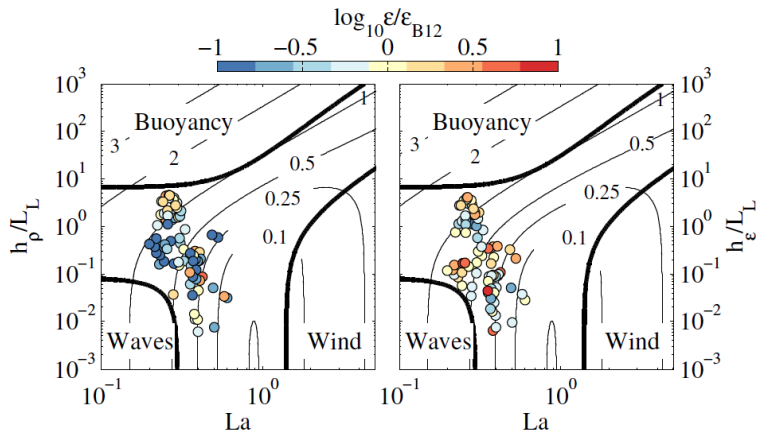 log₁₀ε/ε_B12
−1 −0.5 0 0.5 1
10³ 10² 10¹ 10⁰ 10⁻¹ 10⁻² 10⁻³
h_ρ/L_L
Buoyancy
3 2 1 0.5 0.25 0.1
Waves Wind
10⁻¹ 10⁰
La
Buoyancy
3 2 1 0.5 0.25 0.1
Waves Wind
10⁻¹ 10⁰
La
10³ 10² 10¹ 10⁰ 10⁻¹ 10⁻² 10⁻³
h_ε/L_L